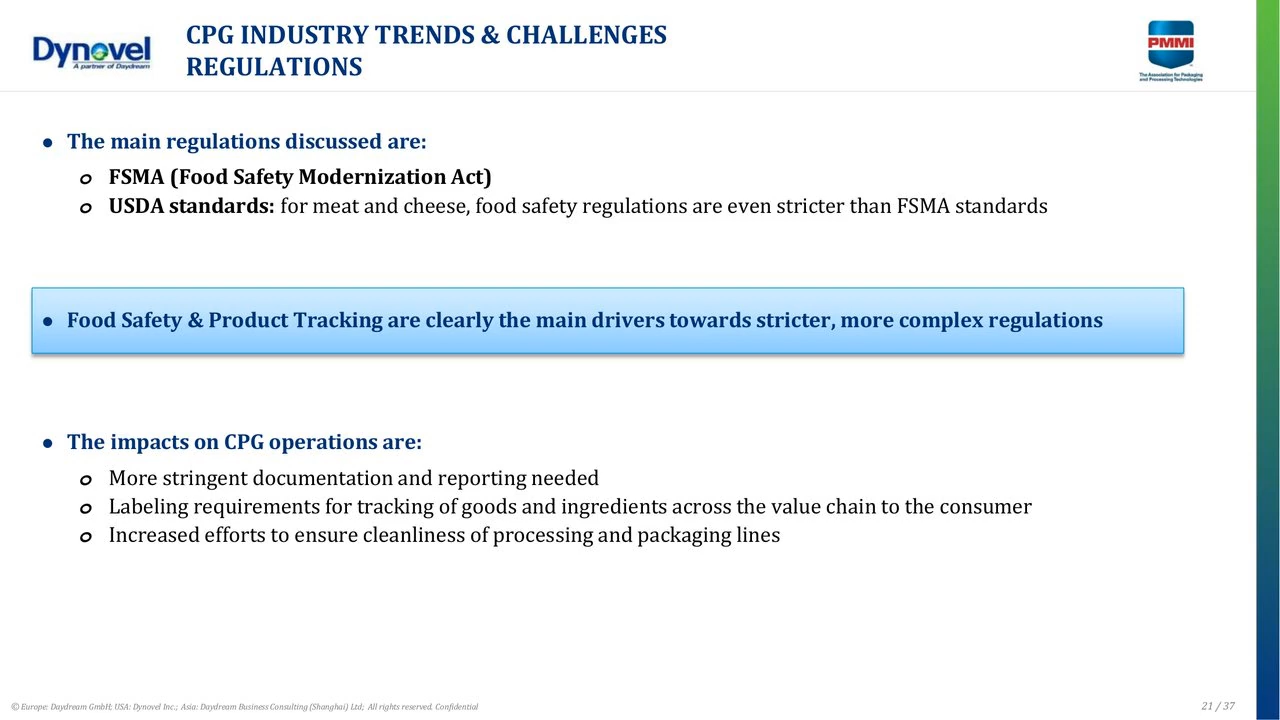 Dynovel
A partner of Daydream
CPG INDUSTRY TRENDS & CHALLENGES
REGULATIONS
PMMI
The Association for Packaging
and Processing Technologies
● The main regulations discussed are:
o FSMA (Food Safety Modernization Act)
o USDA standards: for meat and cheese, food safety regulations are even stricter than FSMA standards
● Food Safety & Product Tracking are clearly the main drivers towards stricter, more complex regulations
● The impacts on CPG operations are:
o More stringent documentation and reporting needed
o Labeling requirements for tracking of goods and ingredients across the value chain to the consumer
o Increased efforts to ensure cleanliness of processing and packaging lines
© Europe: Daydream GmbH; USA: Dynovel Inc.; Asia: Daydream Business Consulting (Shanghai) Ltd; All rights reserved. Confidential
21 / 37